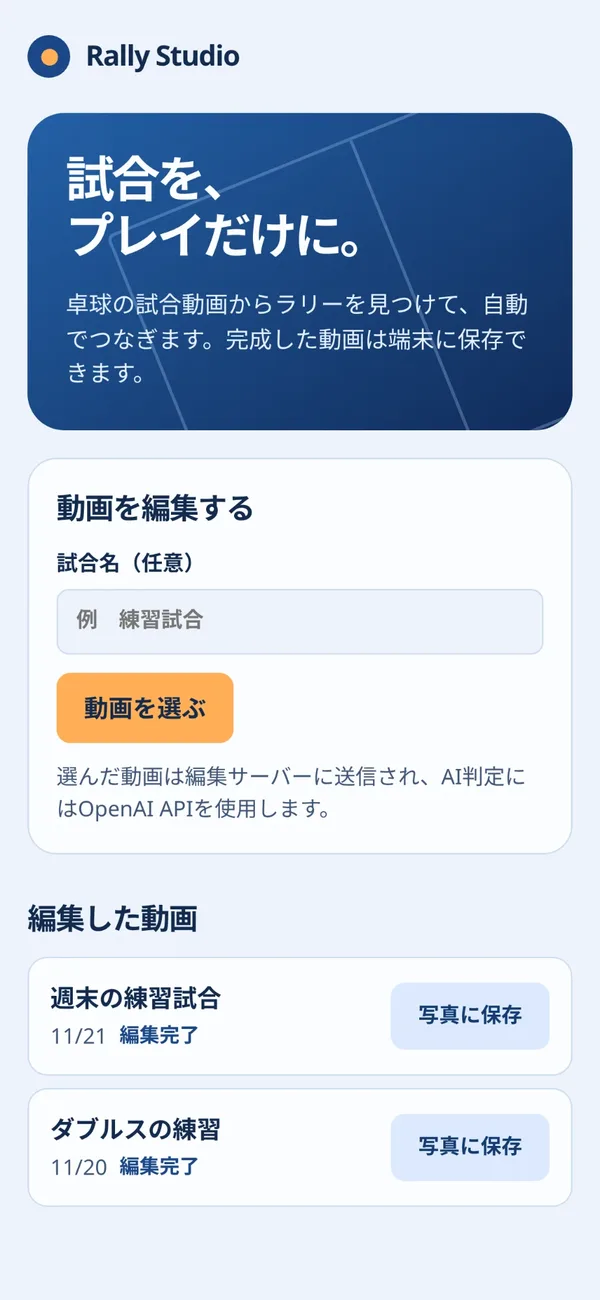 Rally Studio
試合を、
プレイだけに。
卓球の試合動画からラリーを見つけて、自動
でつなぎます。完成した動画は端末に保存で
きます。
動画を編集する
試合名（任意）
例　練習試合
動画を選ぶ
選んだ動画は編集サーバーに送信され、AI判定に
はOpenAI APIを使用します。
編集した動画
週末の練習試合
11/21 編集完了
写真に保存
ダブルスの練習
11/20 編集完了
写真に保存